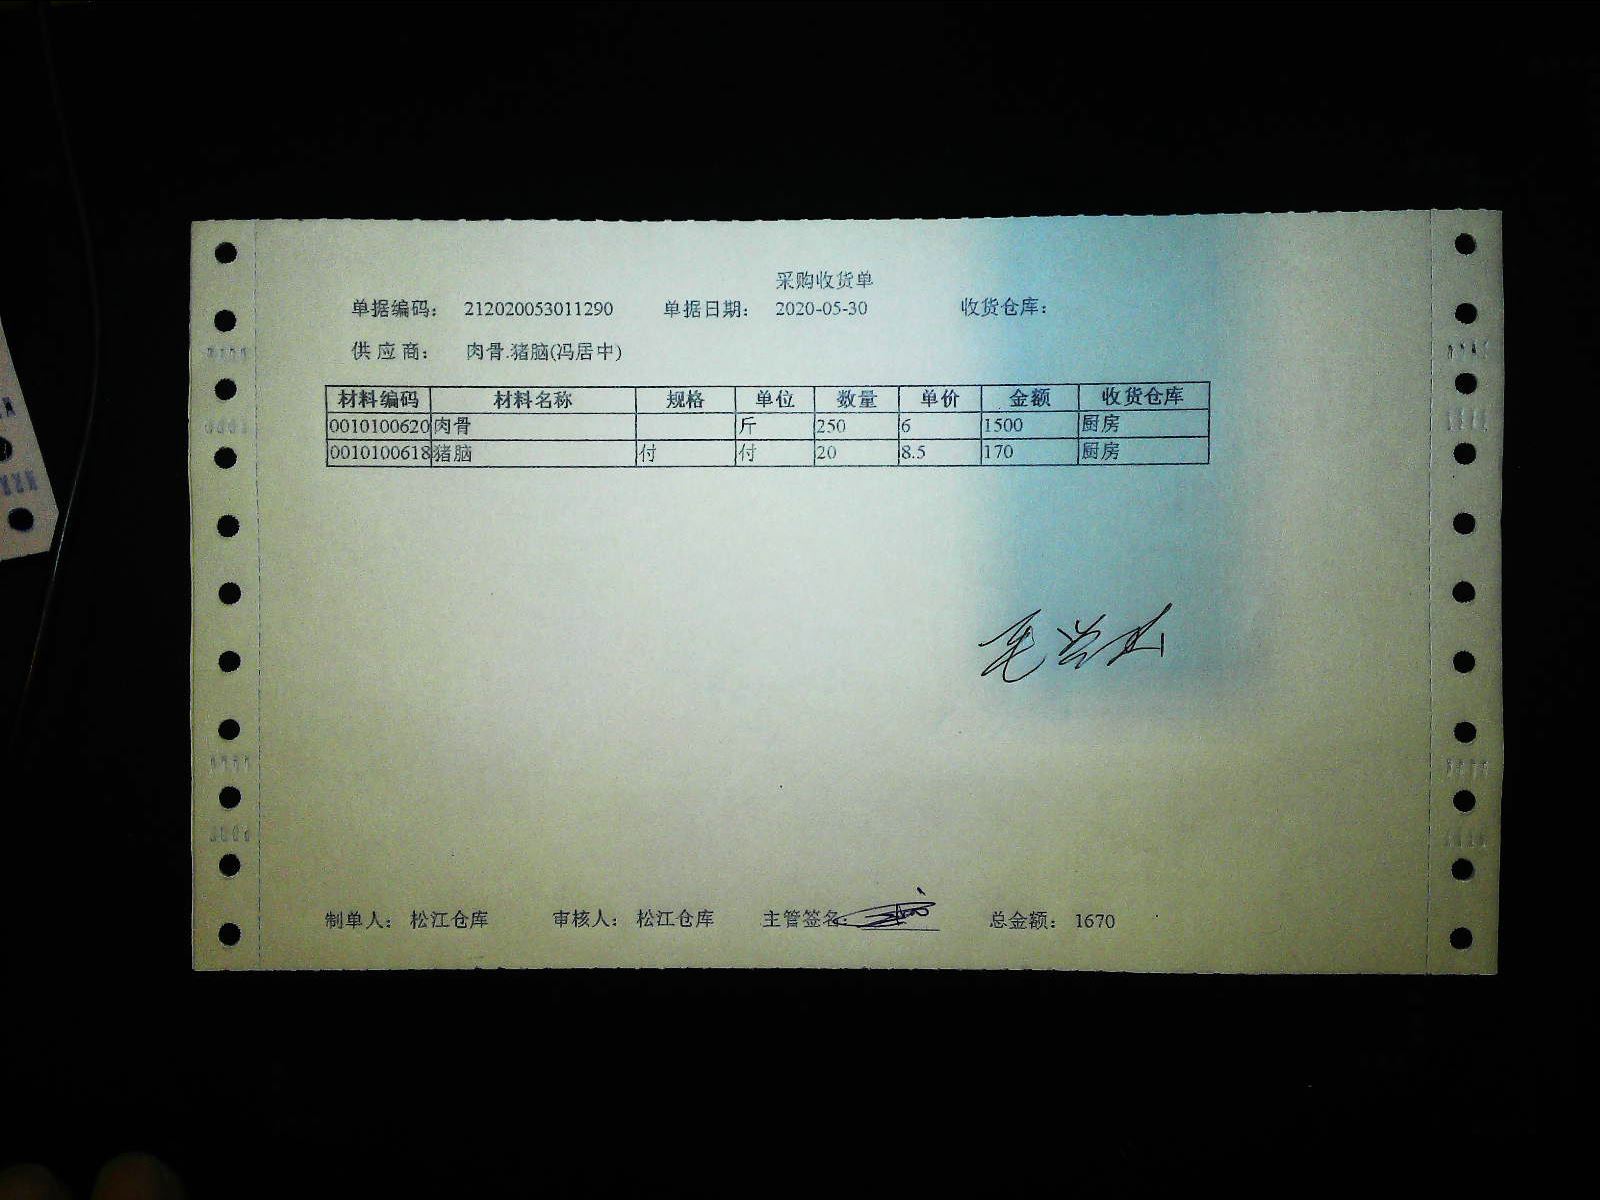 采购收货单
单据编码： 212020053011290 单据日期： 2020-05-30 收货仓库：
供应商： 肉骨.猪脑(冯居中)
材料编码 材料名称 规格 单位 数量 单价 金额 收货仓库
0010100620 肉骨 斤 250 6 1500 厨房
0010100618 猪脑 付 付 20 8.5 170 厨房
制单人： 松江仓库 审核人： 松江仓库 主管签名： 总金额： 1670